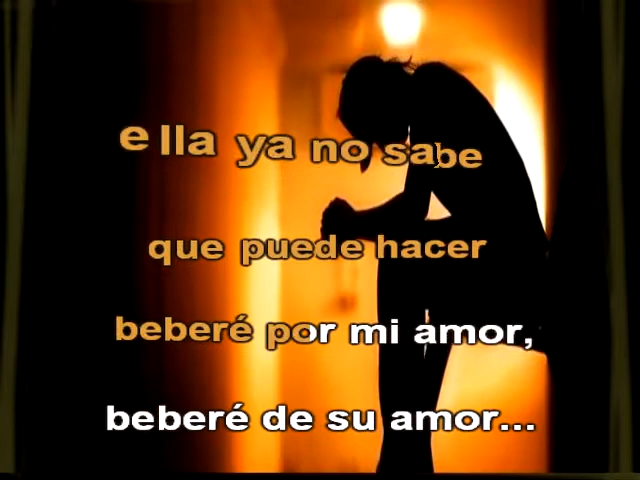 ella ya no sabe
que puede hacer
beberé por mi amor,
beberé de su amor...